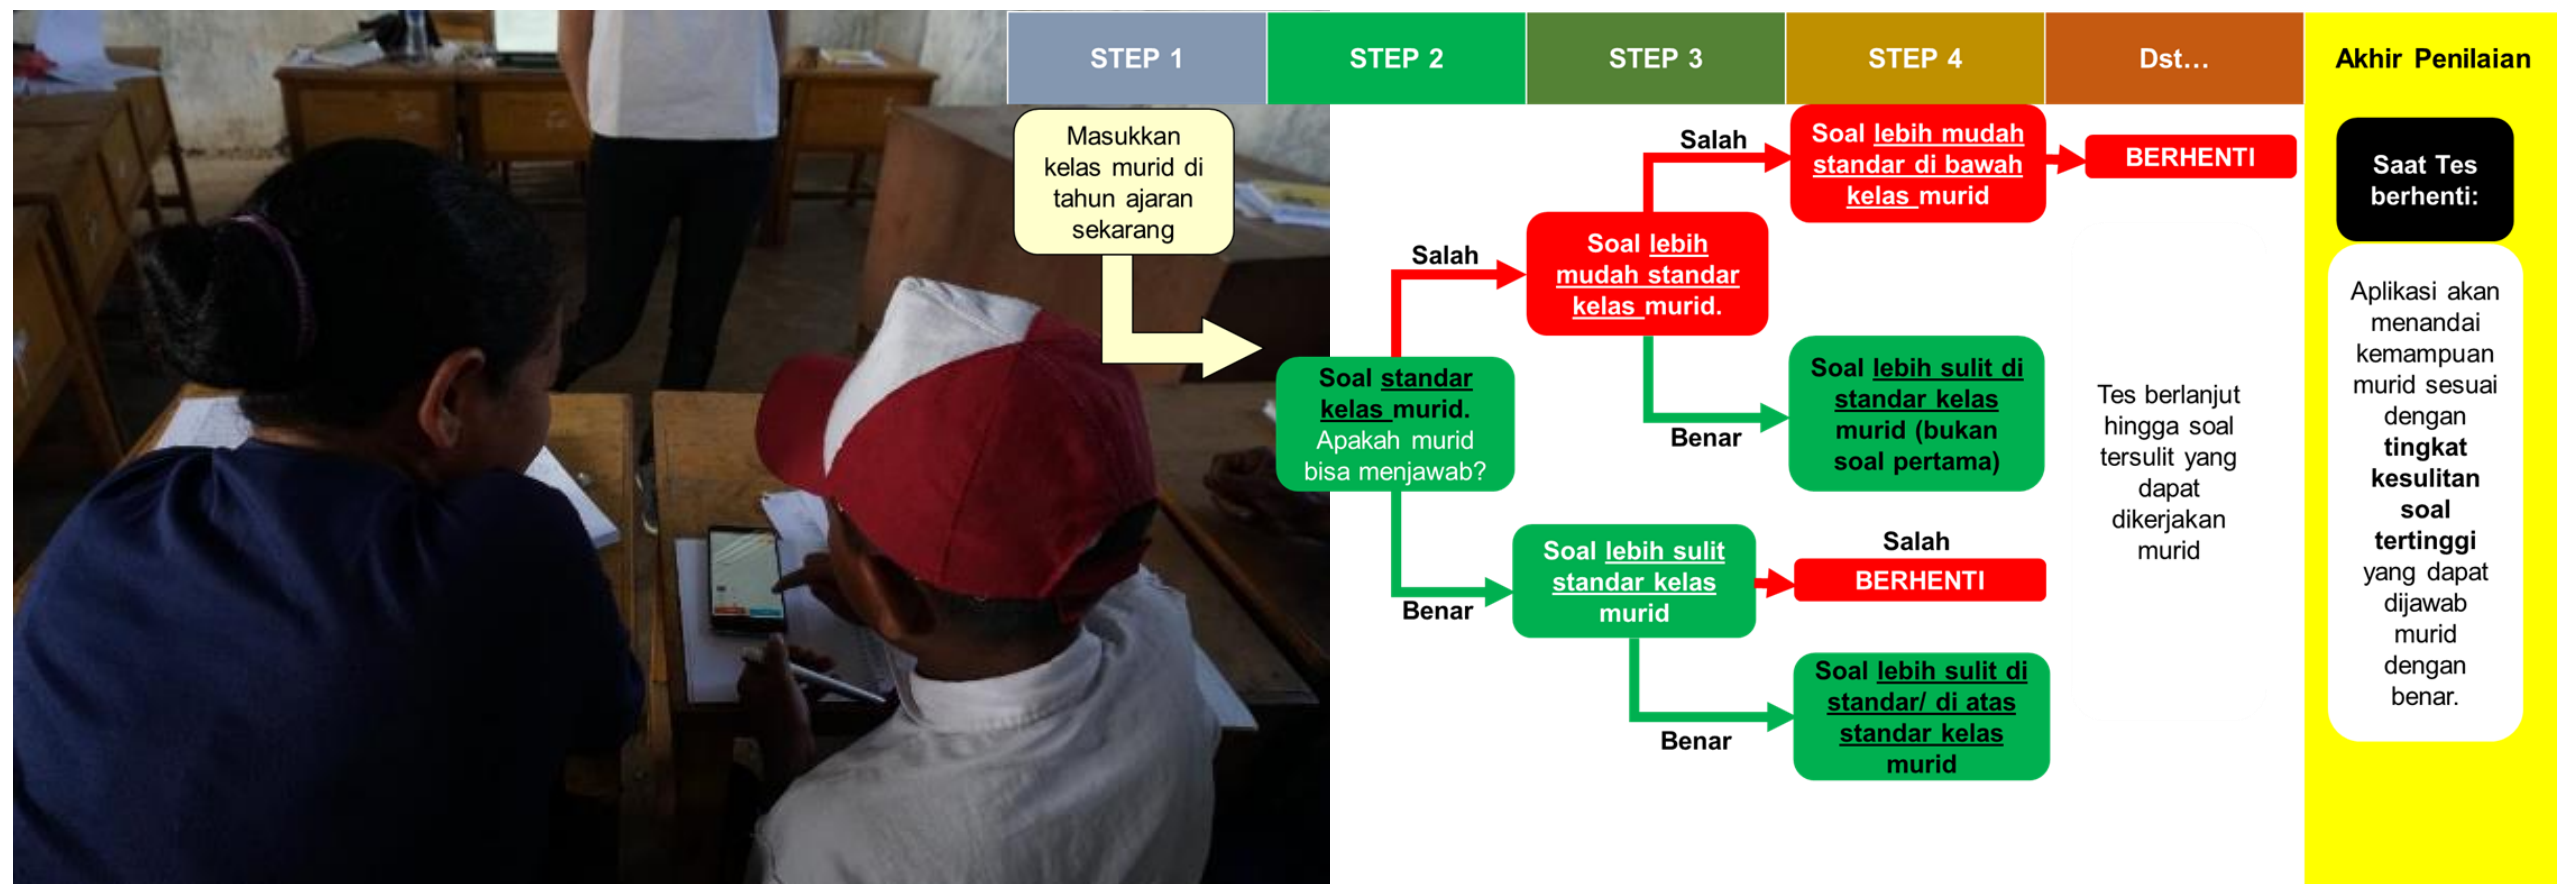 STEP 1
STEP 2
STEP 3
STEP 4
Dst...
Akhir Penilaian
Masukkan
kelas murid di
tahun ajaran
sekarang
Soal standar
kelas murid.
Apakah murid
bisa menjawab?
Salah
Soal lebih
mudah standar
kelas murid.
Salah
Soal lebih mudah
standar di bawah
kelas murid
BERHENTI
Benar
Soal lebih sulit di
standar kelas
murid (bukan
soal pertama)
Benar
Soal lebih sulit
standar kelas
murid
Salah
BERHENTI
Benar
Soal lebih sulit di
standar/ di atas
standar kelas
murid
Tes berlanjut
hingga soal
tersulit yang
dapat
dikerjakan
murid
Saat Tes
berhenti:
Aplikasi akan
menandai
kemampuan
murid sesuai
dengan
tingkat
kesulitan
soal
tertinggi
yang dapat
dijawab
murid
dengan
benar.